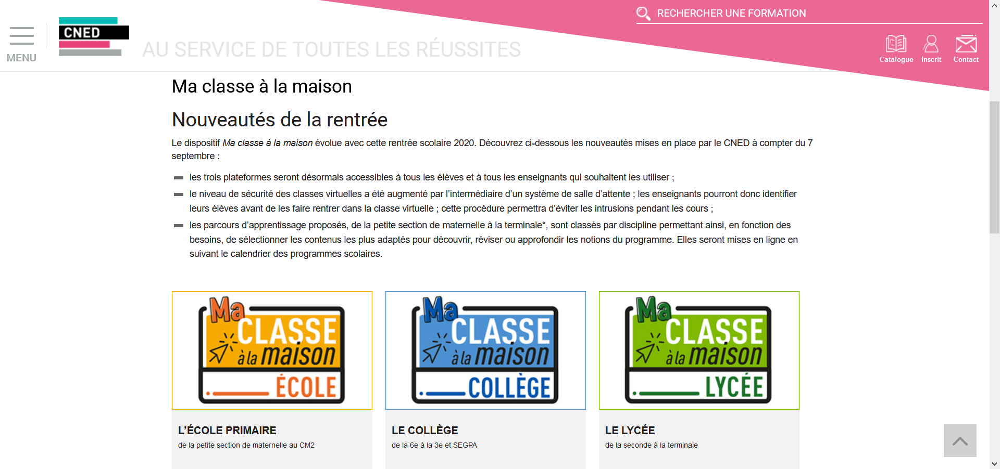 RECHERCHER UNE FORMATION
MENU
CNED
AU SERVICE DE TOUTES LES RÉUSSITES
Catalogue
Inscrit
Contact
Ma classe à la maison
Nouveautés de la rentrée
Le dispositif Ma classe à la maison évolue avec cette rentrée scolaire 2020. Découvrez ci-dessous les nouveautés mises en place par le CNED à compter du 7
septembre :
les trois plateformes seront désormais accessibles à tous les élèves et à tous les enseignants qui souhaitent les utiliser ;
le niveau de sécurité des classes virtuelles a été augmenté par l’intermédiaire d’un système de salle d’attente ; les enseignants pourront donc identifier
leurs élèves avant de les faire rentrer dans la classe virtuelle ; cette procédure permettra d’éviter les intrusions pendant les cours ;
les parcours d’apprentissage proposés, de la petite section de maternelle à la terminale*, sont classés par discipline permettant ainsi, en fonction des
besoins, de sélectionner les contenus les plus adaptés pour découvrir, réviser ou approfondir les notions du programme. Elles seront mises en ligne en
suivant le calendrier des programmes scolaires.
Ma
CLASSE
à la maison
ÉCOLE
L’ÉCOLE PRIMAIRE
de la petite section de maternelle au CM2
Ma
CLASSE
à la maison
COLLÈGE
LE COLLÈGE
de la 6e à la 3e et SEGPA
Ma
CLASSE
à la maison
LYCÉE
LE LYCÉE
de la seconde à la terminale